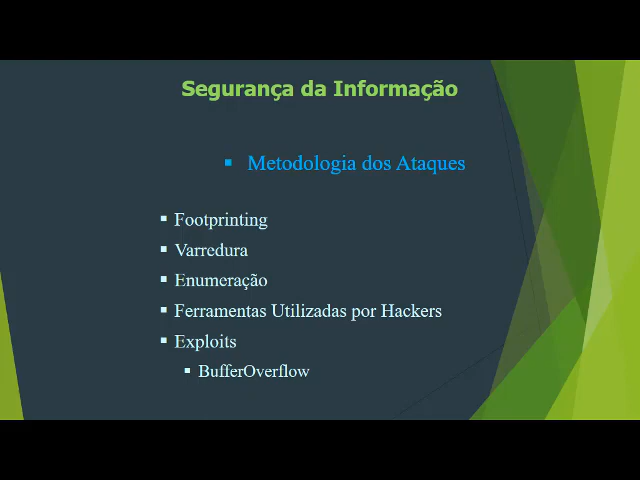 Segurança da Informação
Metodologia dos Ataques
Footprinting
Varredura
Enumeração
Ferramentas Utilizadas por Hackers
Exploits
BufferOverflow